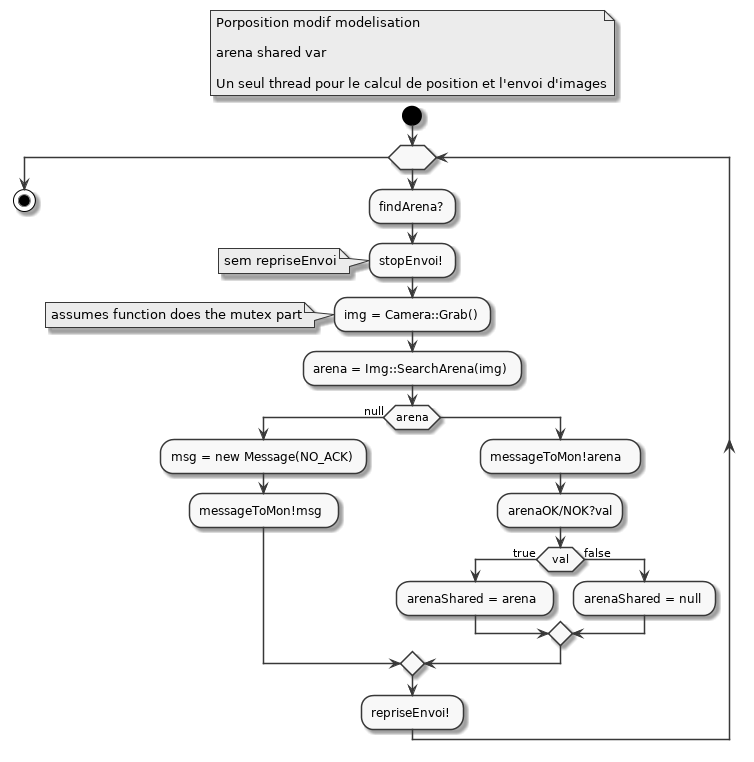 Porposition modif modelisation
arena shared var
Un seul thread pour le calcul de position et l'envoi d'images
findArena?
sem repriseEnvoi
stopEnvoi!
assumes function does the mutex part
img = Camera::Grab()
arena = Img::SearchArena(img)
null
arena
msg = new Message(NO_ACK)
messageToMon!arena
messageToMon!msg
arenaOK/NOK?val
true
val
false
arenaShared = arena
arenaShared = null
repriseEnvoi!